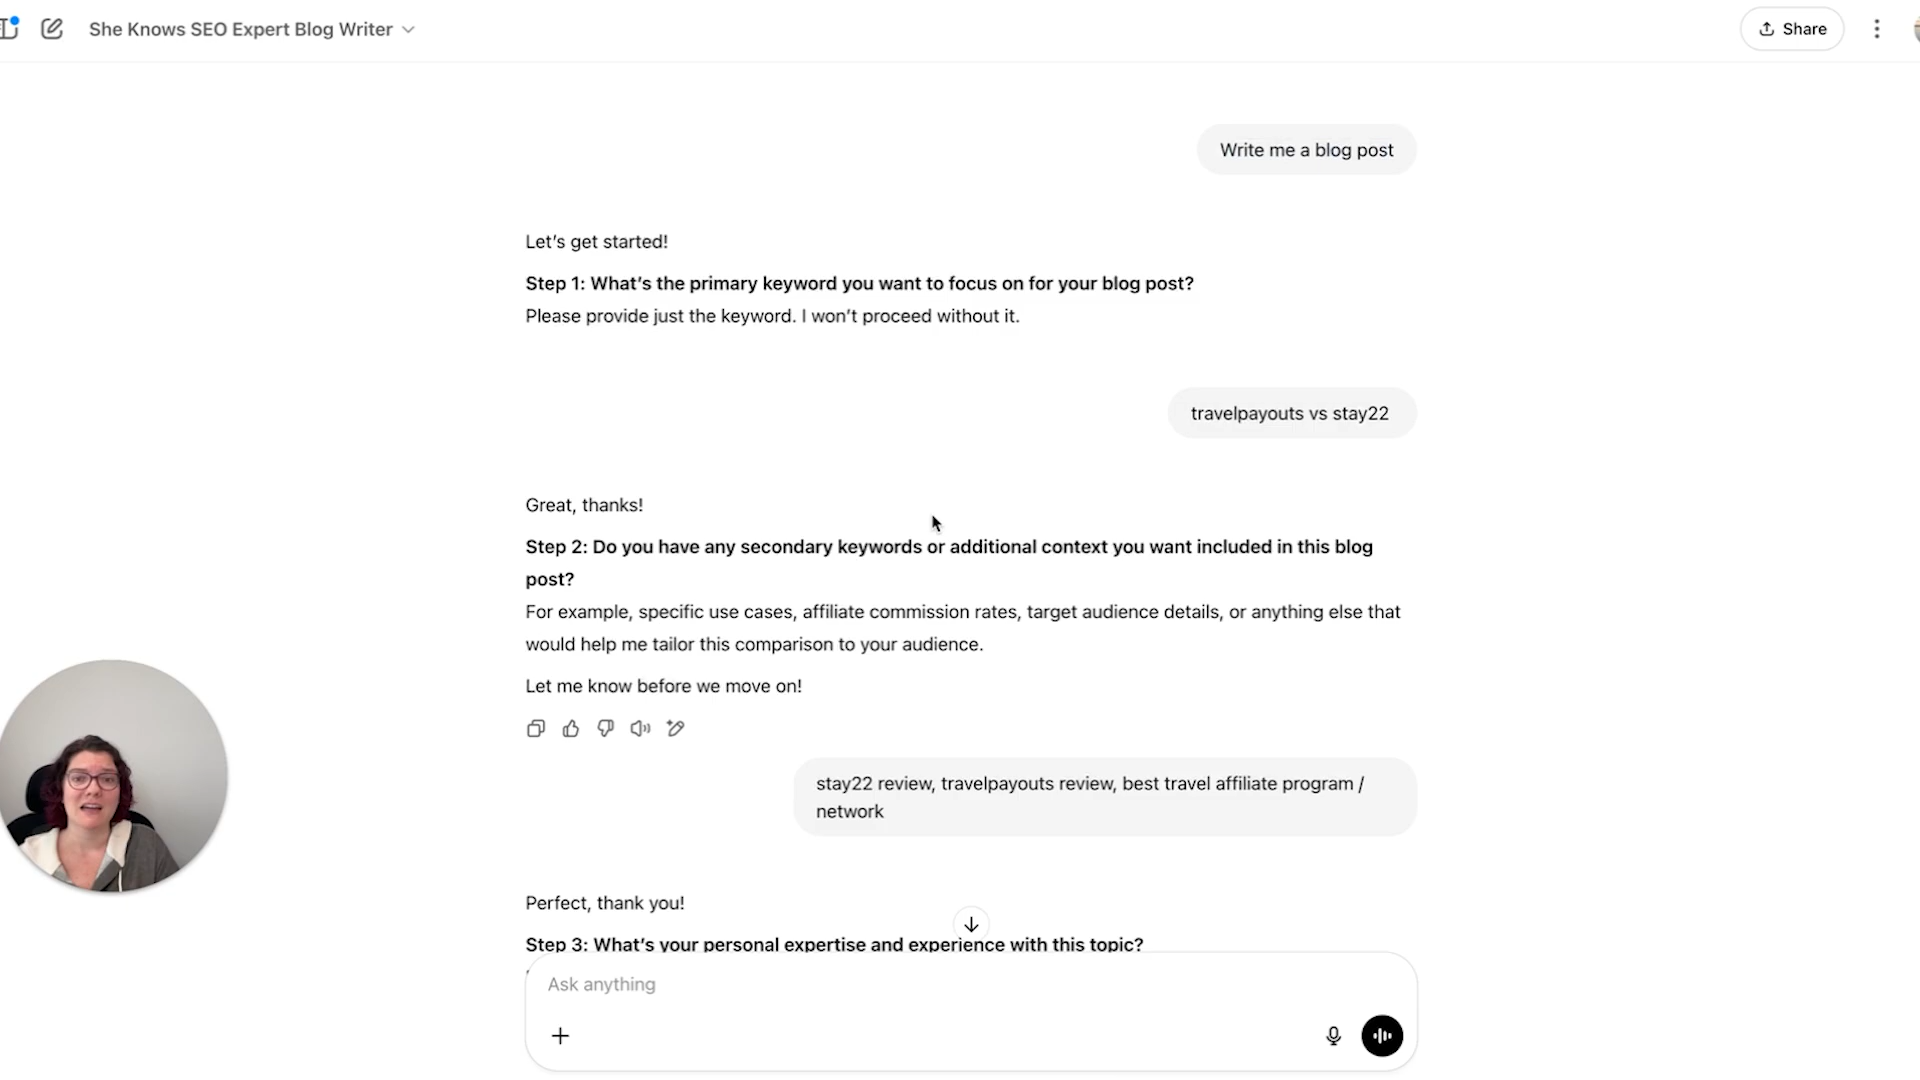 She Knows SEO Expert Blog Writer
Share
Write me a blog post
Let’s get started!
Step 1: What’s the primary keyword you want to focus on for your blog post?
Please provide just the keyword. I won’t proceed without it.
travelpayouts vs stay22
Great, thanks!
Step 2: Do you have any secondary keywords or additional context you want included in this blog
post?
For example, specific use cases, affiliate commission rates, target audience details, or anything else that
would help me tailor this comparison to your audience.
Let me know before we move on!
stay22 review, travelpayouts review, best travel affiliate program /
network
Perfect, thank you!
Step 3: What’s your personal expertise and experience with this topic?
Ask anything